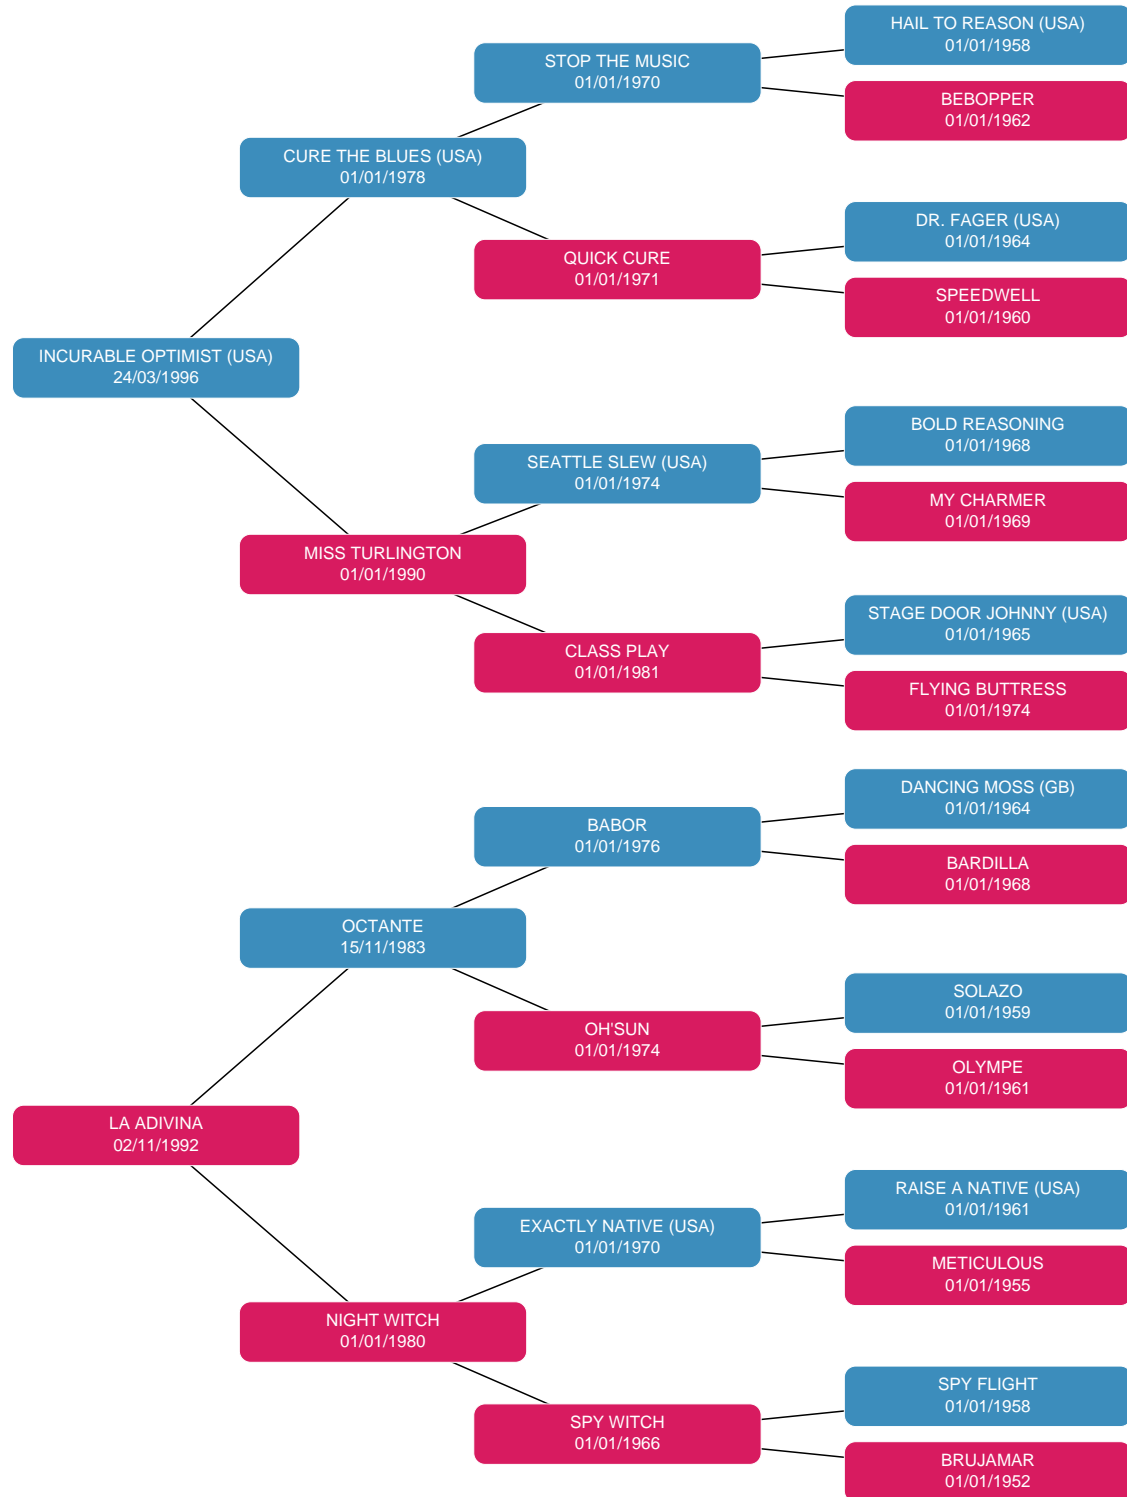 HAIL TO REASON (USA)
01/01/1958
STOP THE MUSIC
01/01/1970
BEBOPPER
01/01/1962
CURE THE BLUES (USA)
01/01/1978
DR. FAGER (USA)
01/01/1964
QUICK CURE
01/01/1971
SPEEDWELL
01/01/1960
INCURABLE OPTIMIST (USA)
24/03/1996
BOLD REASONING
01/01/1968
SEATTLE SLEW (USA)
01/01/1974
MY CHARMER
01/01/1969
MISS TURLINGTON
01/01/1990
STAGE DOOR JOHNNY (USA)
01/01/1965
CLASS PLAY
01/01/1981
FLYING BUTTRESS
01/01/1974
DANCING MOSS (GB)
01/01/1964
BABOR
01/01/1976
BARDILLA
01/01/1968
OCTANTE
15/11/1983
SOLAZO
01/01/1959
OH'SUN
01/01/1974
OLYMPE
01/01/1961
LA ADIVINA
02/11/1992
RAISE A NATIVE (USA)
01/01/1961
EXACTLY NATIVE (USA)
01/01/1970
METICULOUS
01/01/1955
NIGHT WITCH
01/01/1980
SPY FLIGHT
01/01/1958
SPY WITCH
01/01/1966
BRUJAMAR
01/01/1952